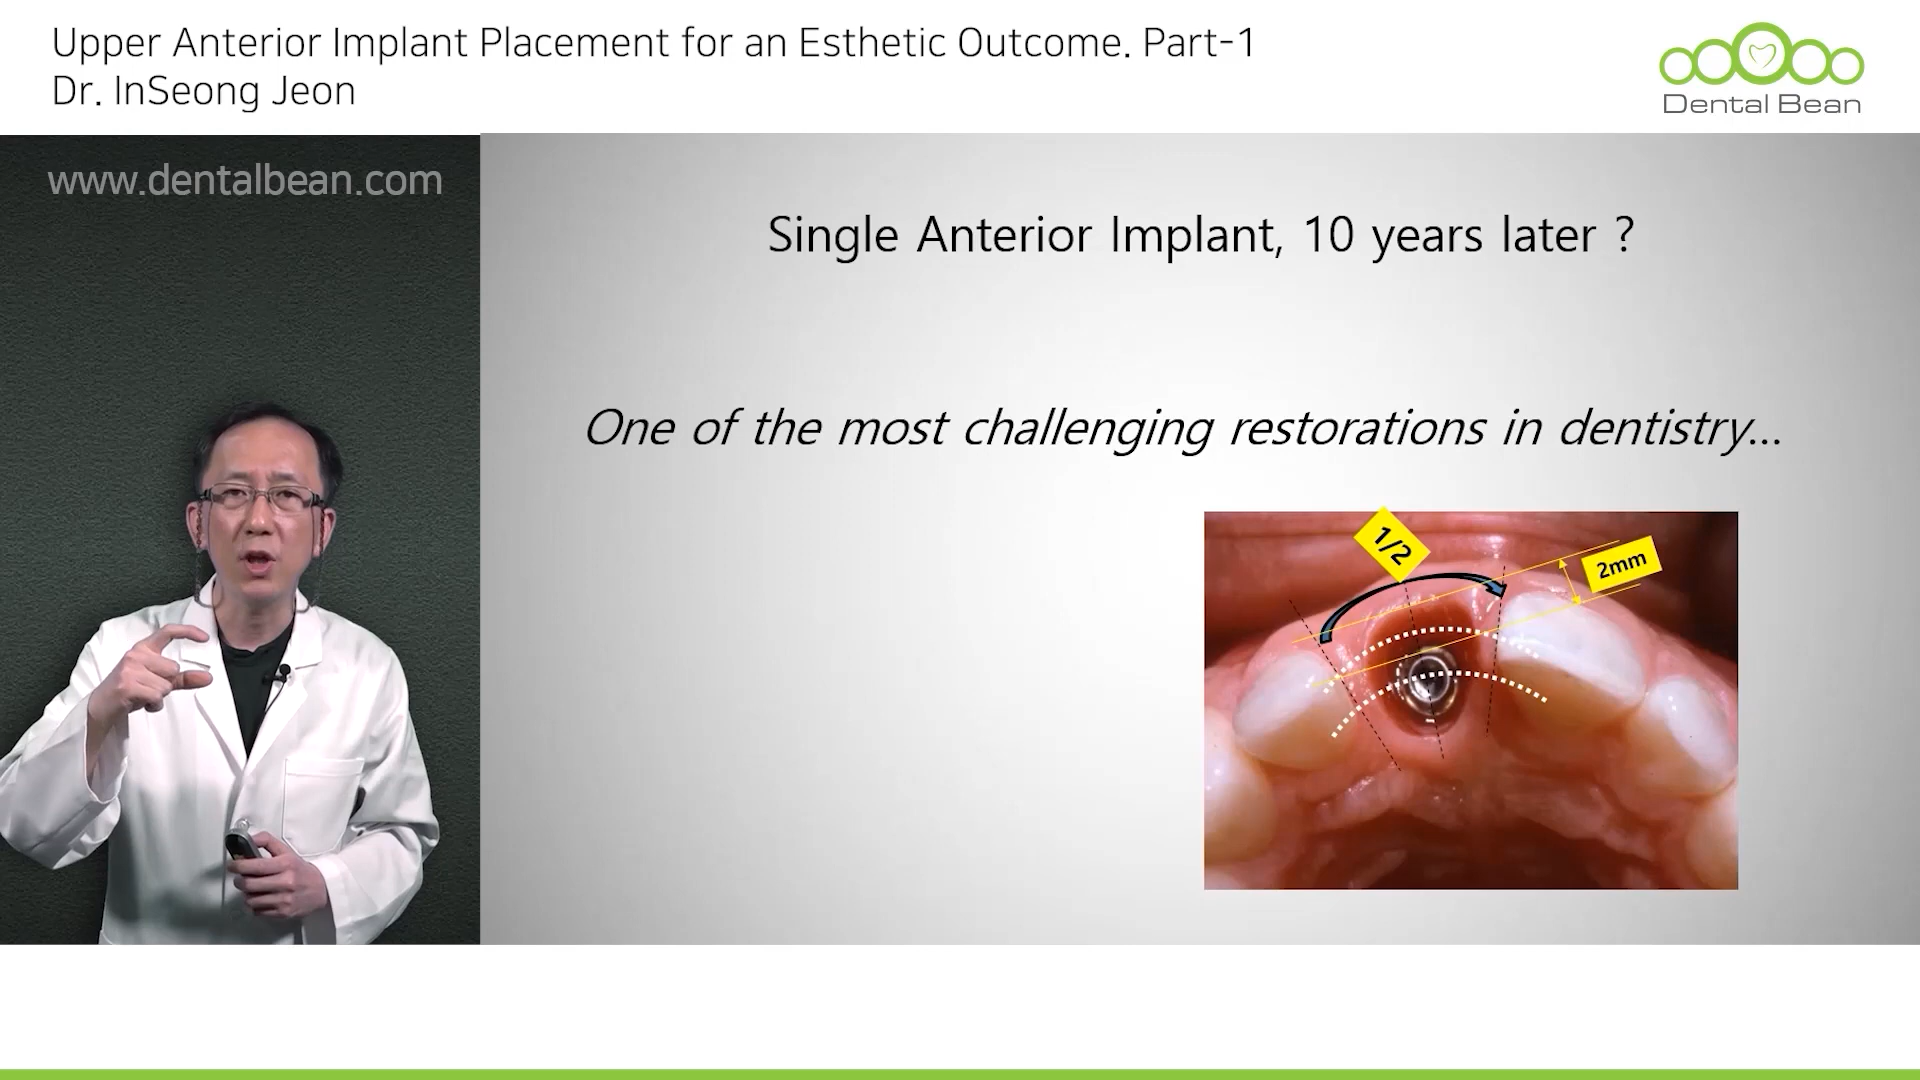 Upper Anterior Implant Placement for an Esthetic Outcome. Part-1
Dr. InSeong Jeon
Dental Bean
www.dentalbean.com
Single Anterior Implant, 10 years later ?
One of the most challenging restorations in dentistry...
1/2
2mm